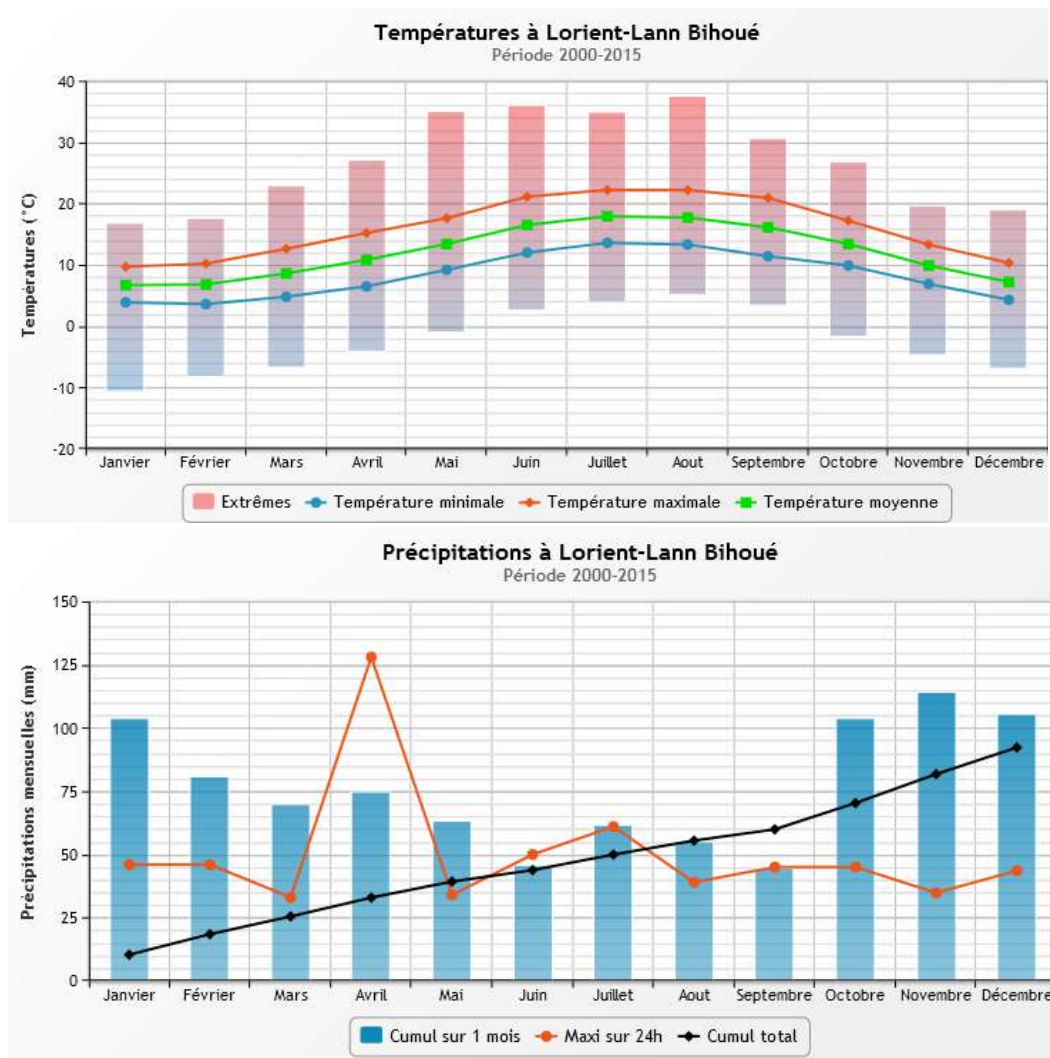 Températures à Lorient-Lann Bihoué
Période 2000-2015
Températures (°C)
40
30
20
10
0
-10
-20
Janvier Février Mars Avril Mai Juin Juillet Aout Septembre Octobre Novembre Décembre
Extrêmes Température minimale Température maximale Température moyenne
Précipitations à Lorient-Lann Bihoué
Période 2000-2015
Précipitations mensuelles (mm)
150
125
100
75
50
25
0
Janvier Février Mars Avril Mai Juin Juillet Aout Septembre Octobre Novembre Décembre
Cumul sur 1 mois Maxi sur 24h Cumul total